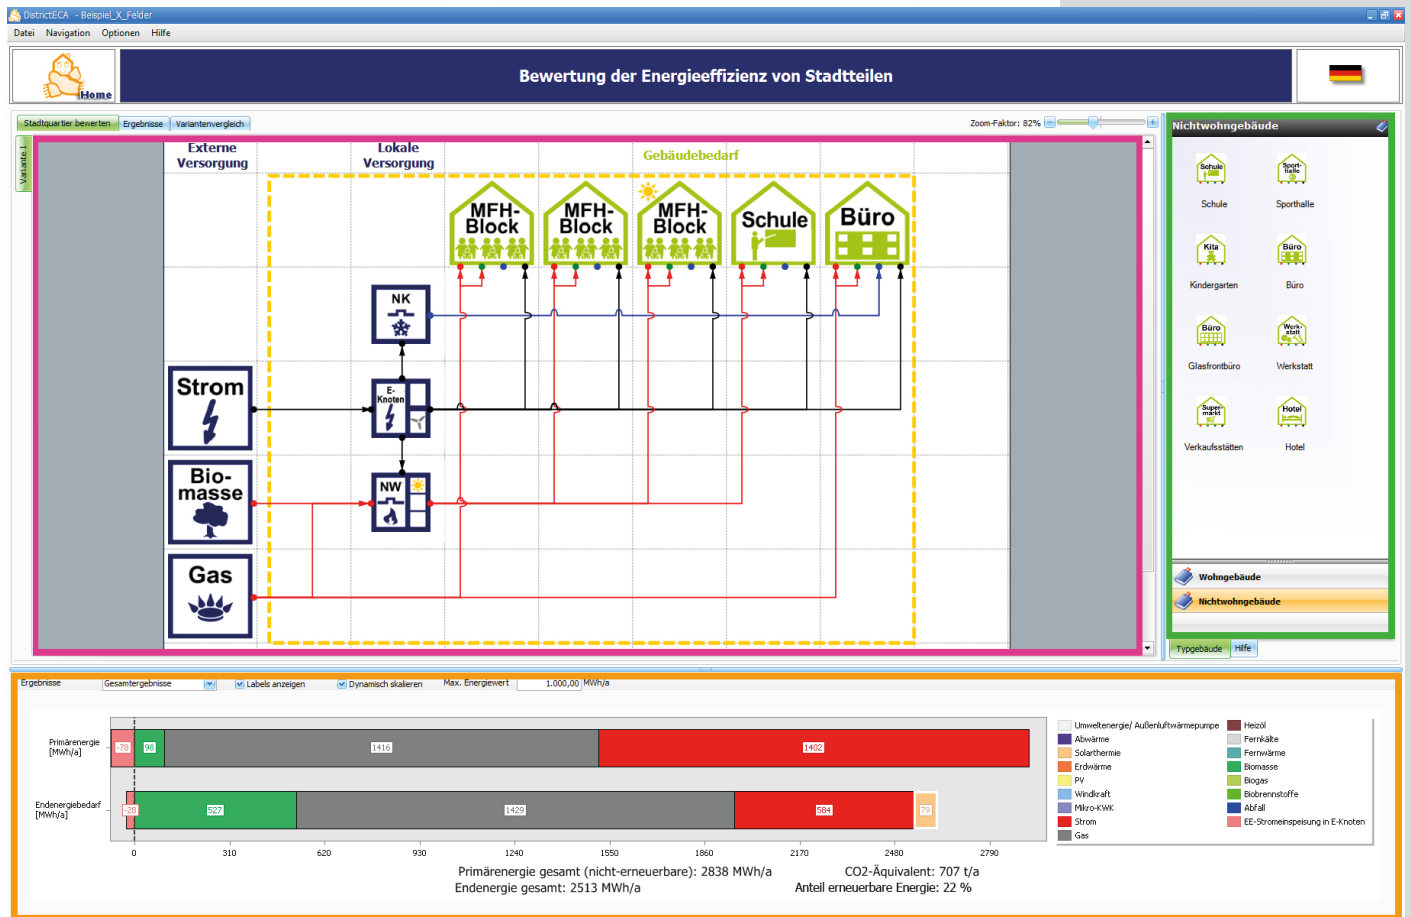 DistrictECA - Beispiel_X_Felder
Datei Navigation Optionen Hilfe
Home
Bewertung der Energieeffizienz von Stadtteilen
Stadtquartier bewerten Ergebnisse Variantenvergleich
Zoom-Faktor: 82%
Variante 1
Externe
Versorgung
Lokale
Versorgung
Gebäudebedarf
MFH-
Block
MFH-
Block
MFH-
Block
Schule
Büro
NK
Strom
E-
Knoten
Bio-
masse
NW
Gas
Nichtwohngebäude
Schule
Schule
Sport-
halle
Sporthalle
Kita
Kindergarten
Büro
Büro
Büro
Glasfrontbüro
Werk-
statt
Werkstatt
Super-
markt
Verkaufsstätten
Hotel
Hotel
Wohngebäude
Nichtwohngebäude
Typgebäude Hilfe
Ergebnisse Gesamtergebnisse Labels anzeigen Dynamisch skalieren Max. Energiewert 1.000,00 MWh/a
Primärenergie
[MWh/a]
-78 98 1416 1402
Endenergiebedarf
[MWh/a]
-28 527 1429 584 79
0 310 620 930 1240 1550 1860 2170 2480 2790
Primärenergie gesamt (nicht-erneuerbare): 2838 MWh/a CO2-Äquivalent: 707 t/a
Endenergie gesamt: 2513 MWh/a Anteil erneuerbare Energie: 22 %
Umweltenergie/ Außenluftwärmepumpe
Abwärme
Solarthermie
Erdwärme
PV
Windkraft
Mikro-KWK
Strom
Gas
Heizöl
Fernkälte
Fernwärme
Biomasse
Biogas
Biobrennstoffe
Abfall
EE-Stromeinspeisung in E-Knoten